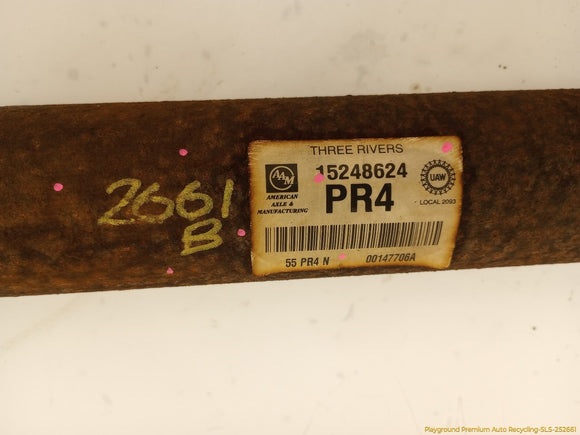 2661
B
THREE RIVERS
AAM
15248624
AMERICAN
AXLE &
MANUFACTURING
PR4
UAW
LOCAL 2093
55 PR4 N 00147706A
Playground Premium Auto Recycling-SLS-252661